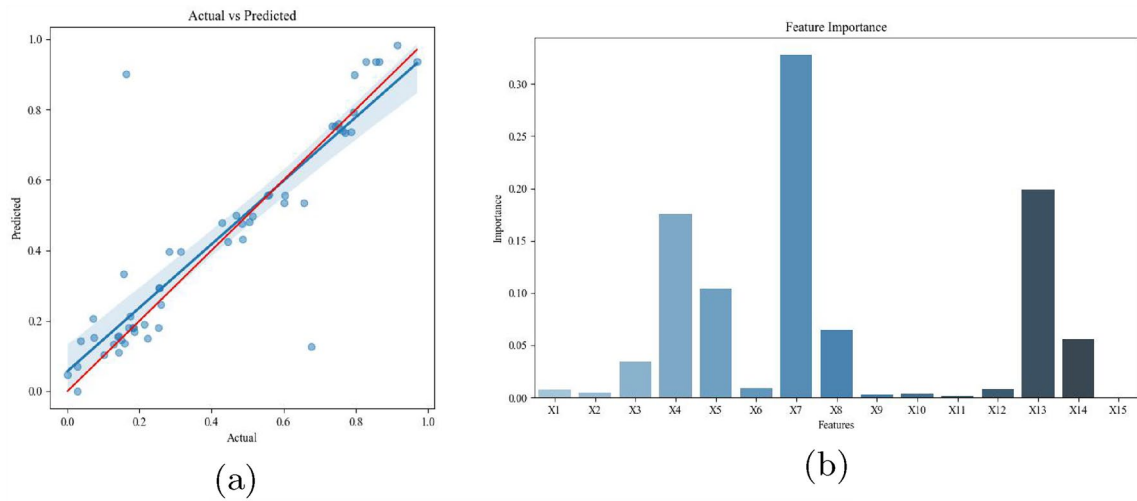 Actual vs Predicted
1.0
0.8
0.6
0.4
0.2
0.0
Predicted
0.0 0.2 0.4 0.6 0.8 1.0
Actual
(a)
Feature Importance
0.30
0.25
0.20
0.15
0.10
0.05
0.00
Importance
X1 X2 X3 X4 X5 X6 X7 X8 X9 X10 X11 X12 X13 X14 X15
Features
(b)